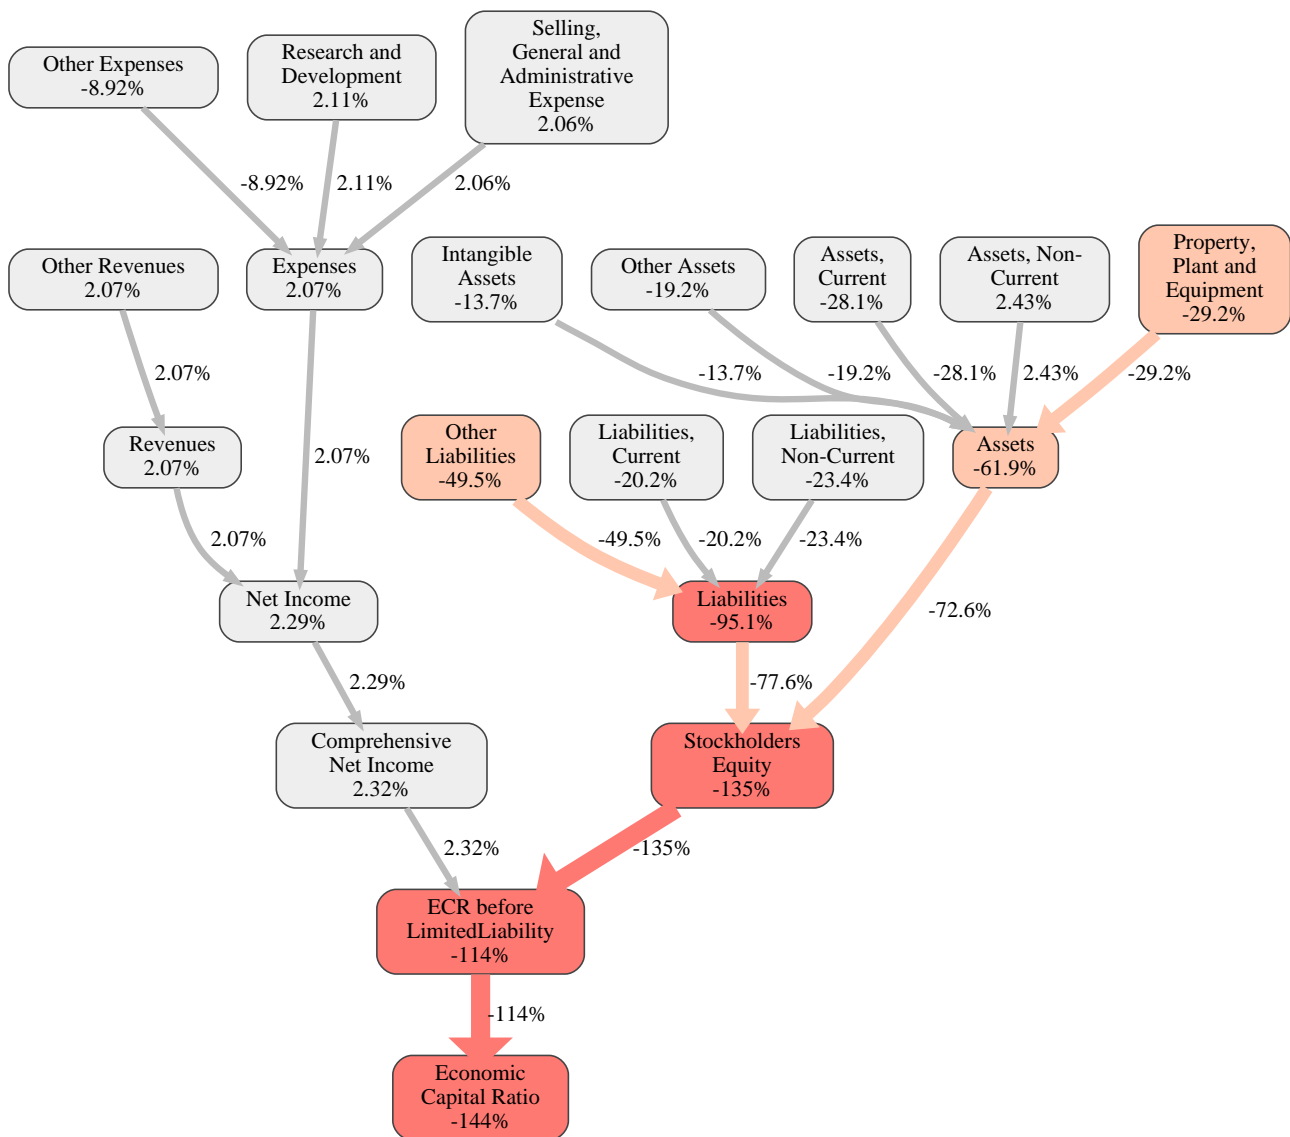 Other Expenses
-8.92%
Research and
Development
2.11%
Selling,
General and
Administrative
Expense
2.06%
-8.92%
2.11%
2.06%
Other Revenues
2.07%
Expenses
2.07%
Intangible
Assets
-13.7%
Other Assets
-19.2%
Assets,
Current
-28.1%
Assets, Non-
Current
2.43%
Property,
Plant and
Equipment
-29.2%
2.07%
-13.7%
-19.2%
-28.1%
2.43%
-29.2%
Revenues
2.07%
2.07%
Other
Liabilities
-49.5%
Liabilities,
Current
-20.2%
Liabilities,
Non-Current
-23.4%
Assets
-61.9%
2.07%
-49.5%
-20.2%
-23.4%
Net Income
2.29%
Liabilities
-95.1%
-72.6%
2.29%
-77.6%
Comprehensive
Net Income
2.32%
Stockholders
Equity
-135%
2.32%
-135%
ECR before
LimitedLiability
-114%
-114%
Economic
Capital Ratio
-144%